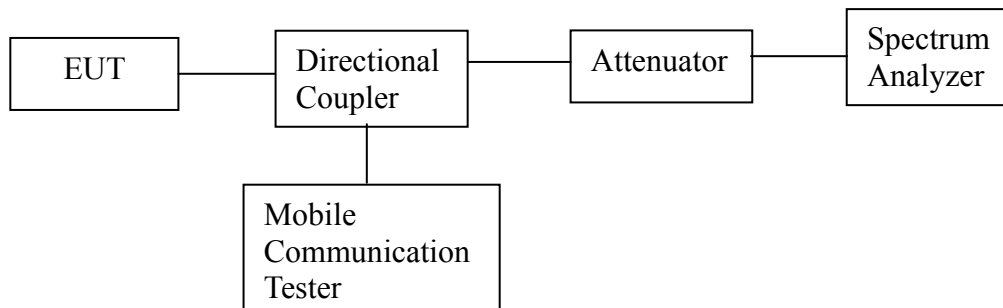 EUT
Directional
Coupler
Attenuator
Spectrum
Analyzer
Mobile
Communication
Tester